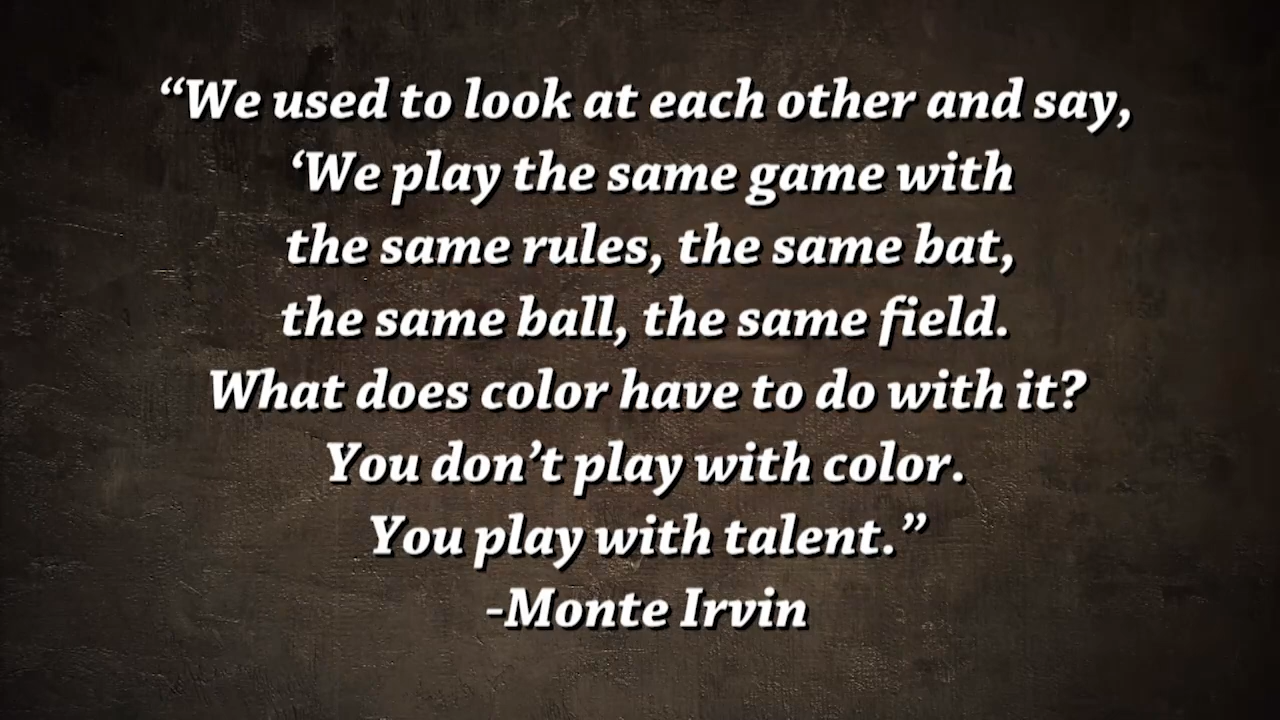 “We used to look at each other and say,
‘We play the same game with
the same rules, the same bat,
the same ball, the same field.
What does color have to do with it?
You don’t play with color.
You play with talent.”
-Monte Irvin